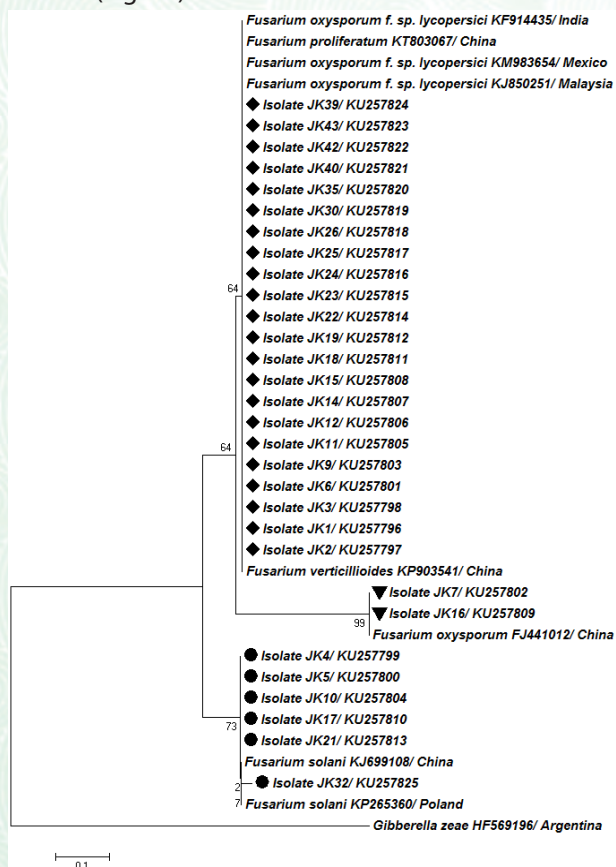 Fusarium oxysporum f. sp. lycopersici KF914435/ India
Fusarium proliferatum KT803067/ China
Fusarium oxysporum f. sp. lycopersici KM983654/ Mexico
Fusarium oxysporum f. sp. lycopersici KJ850251/ Malaysia
Isolate JK39/ KU257824
Isolate JK43/ KU257823
Isolate JK42/ KU257822
Isolate JK40/ KU257821
Isolate JK35/ KU257820
Isolate JK30/ KU257819
Isolate JK26/ KU257818
Isolate JK25/ KU257817
Isolate JK24/ KU257816
64 Isolate JK23/ KU257815
Isolate JK22/ KU257814
Isolate JK19/ KU257812
Isolate JK18/ KU257811
Isolate JK15/ KU257808
Isolate JK14/ KU257807
Isolate JK12/ KU257806
64 Isolate JK11/ KU257805
Isolate JK9/ KU257803
Isolate JK6/ KU257801
Isolate JK3/ KU257798
Isolate JK1/ KU257796
Isolate JK2/ KU257797
Fusarium verticillioides KP903541/ China
Isolate JK7/ KU257802
99 Isolate JK16/ KU257809
Fusarium oxysporum FJ441012/ China
Isolate JK4/ KU257799
Isolate JK5/ KU257800
Isolate JK10/ KU257804
73 Isolate JK17/ KU257810
Isolate JK21/ KU257813
Fusarium solani KJ699108/ China
2 Isolate JK32/ KU257825
7 Fusarium solani KP265360/ Poland
Gibberella zeae HF569196/ Argentina
0.1